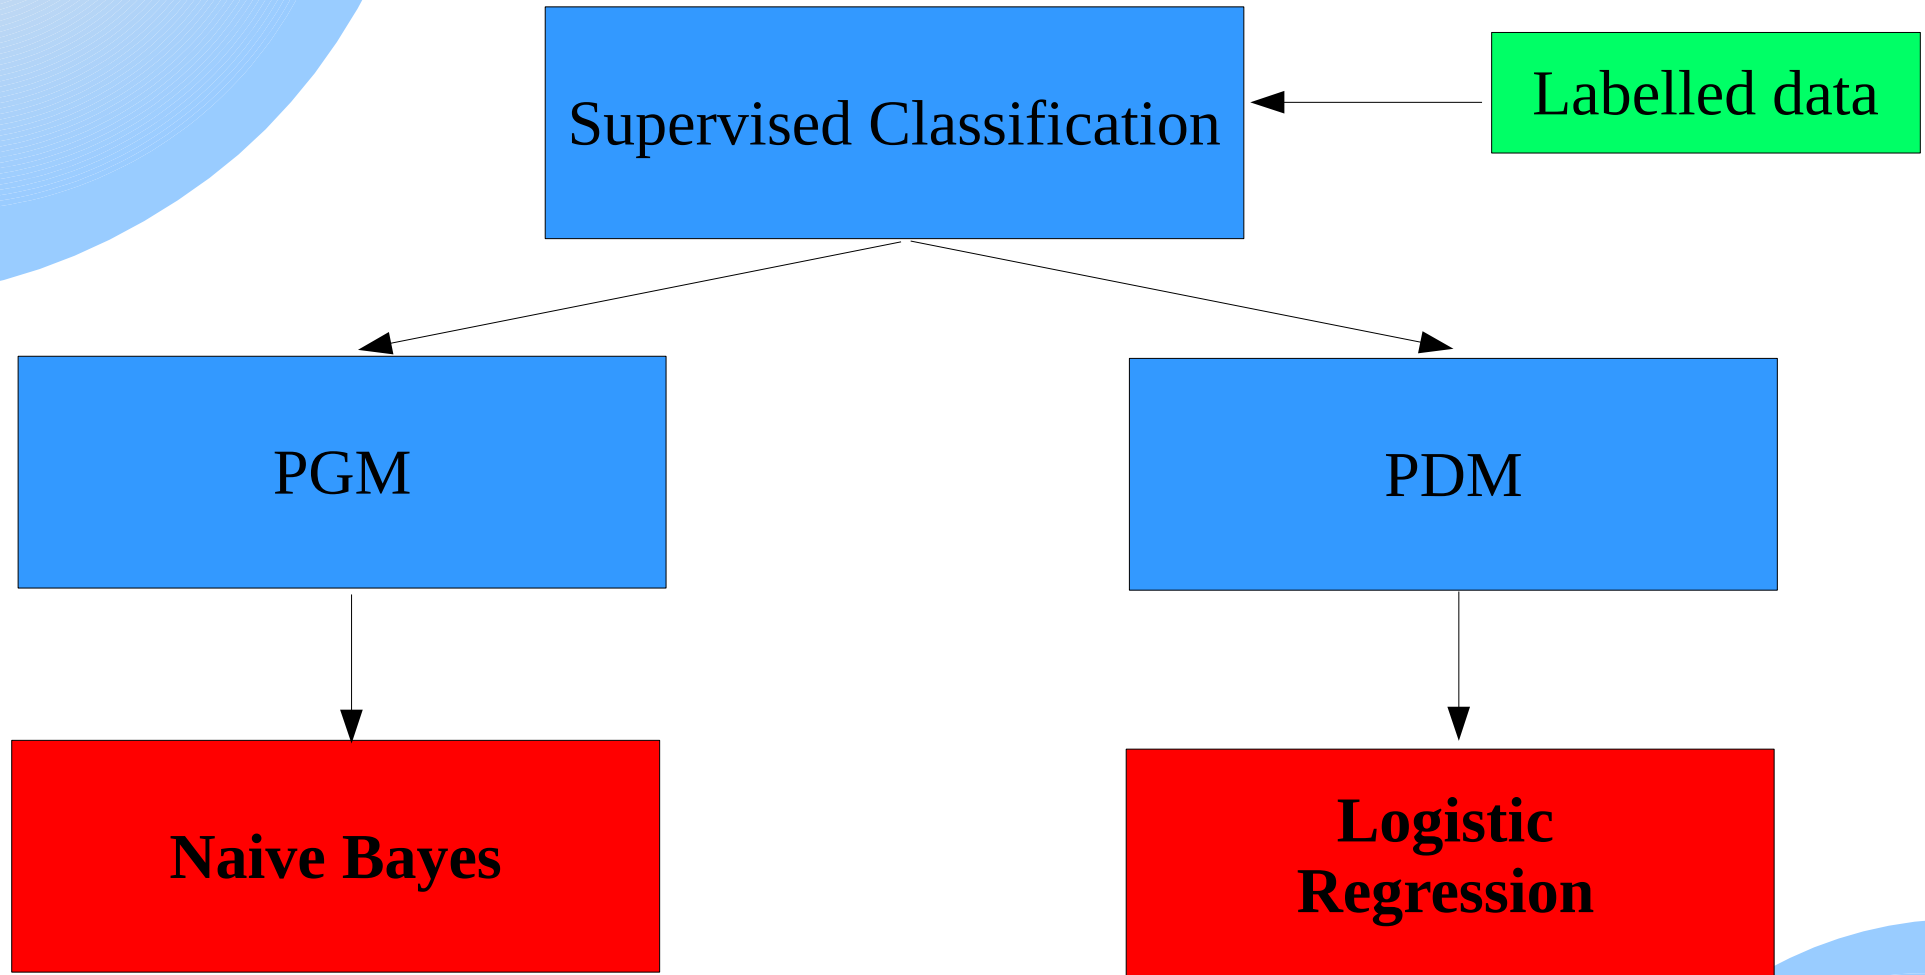 Supervised Classification
Labelled data
PGM
PDM
Naive Bayes
Logistic
Regression